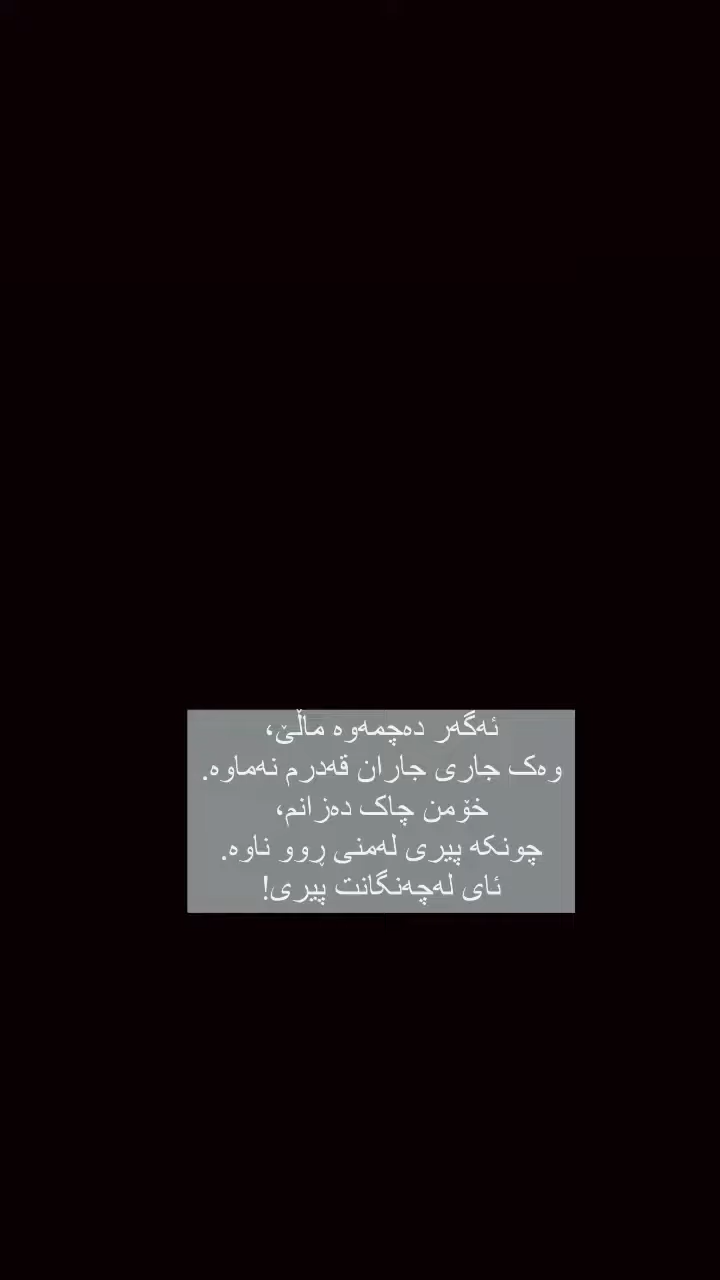 ئەگەر دەچمەوە ماڵێ،
وەک جاری جاران قەدرم نەماوە.
خۆمن چاک دەزانم،
چونکە پیری لەمنی ڕوو ناوە.
ئای لەچەنگانت پیری!